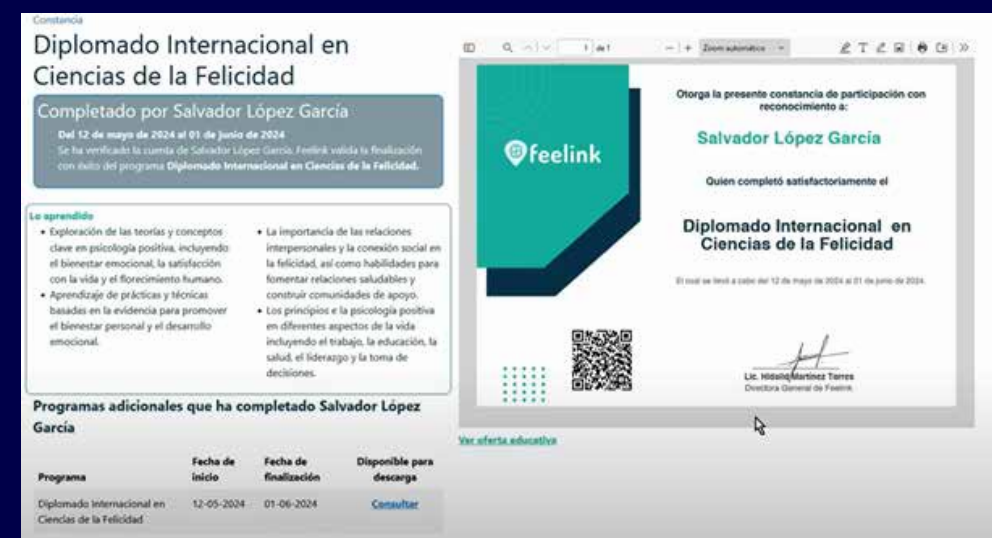 Constancia
Diplomado Internacional en
Ciencias de la Felicidad
Completado por Salvador López García
Del 12 de mayo de 2024 al 01 de junio de 2024
Se ha verificado la cuenta de Salvador López García. Feelink valida la finalización
con éxito del programa Diplomado Internacional en Ciencias de la Felicidad.
Lo aprendido
• Exploración de las teorías y conceptos
clave en psicología positiva, incluyendo
el bienestar emocional, la satisfacción
con la vida y el florecimiento humano.
• Aprendizaje de prácticas y técnicas
basadas en la evidencia para promover
el bienestar personal y el desarrollo
emocional.
• La importancia de las relaciones
interpersonales y la conexión social en
la felicidad, así como habilidades para
fomentar relaciones saludables y
construir comunidades de apoyo.
• Los principios e la psicología positiva
en diferentes aspectos de la vida
incluyendo el trabajo, la educación, la
salud, el liderazgo y la toma de
decisiones.
Programas adicionales que ha completado Salvador López
García
Programa Fecha de inicio Fecha de finalización Disponible para descarga
Diplomado Internacional en Ciencias de la Felicidad 12-05-2024 01-06-2024 Consultar
1 de 1 Zoom automático
feelink
Otorga la presente constancia de participación con
reconocimiento a:
Salvador López García
Quien completó satisfactoriamente el
Diplomado Internacional en
Ciencias de la Felicidad
El cual se llevó a cabo del 12 de mayo de 2024 al 01 de junio de 2024.
Lic. Martínez Torres
Directora General de Feelink
Ver oferta educativa